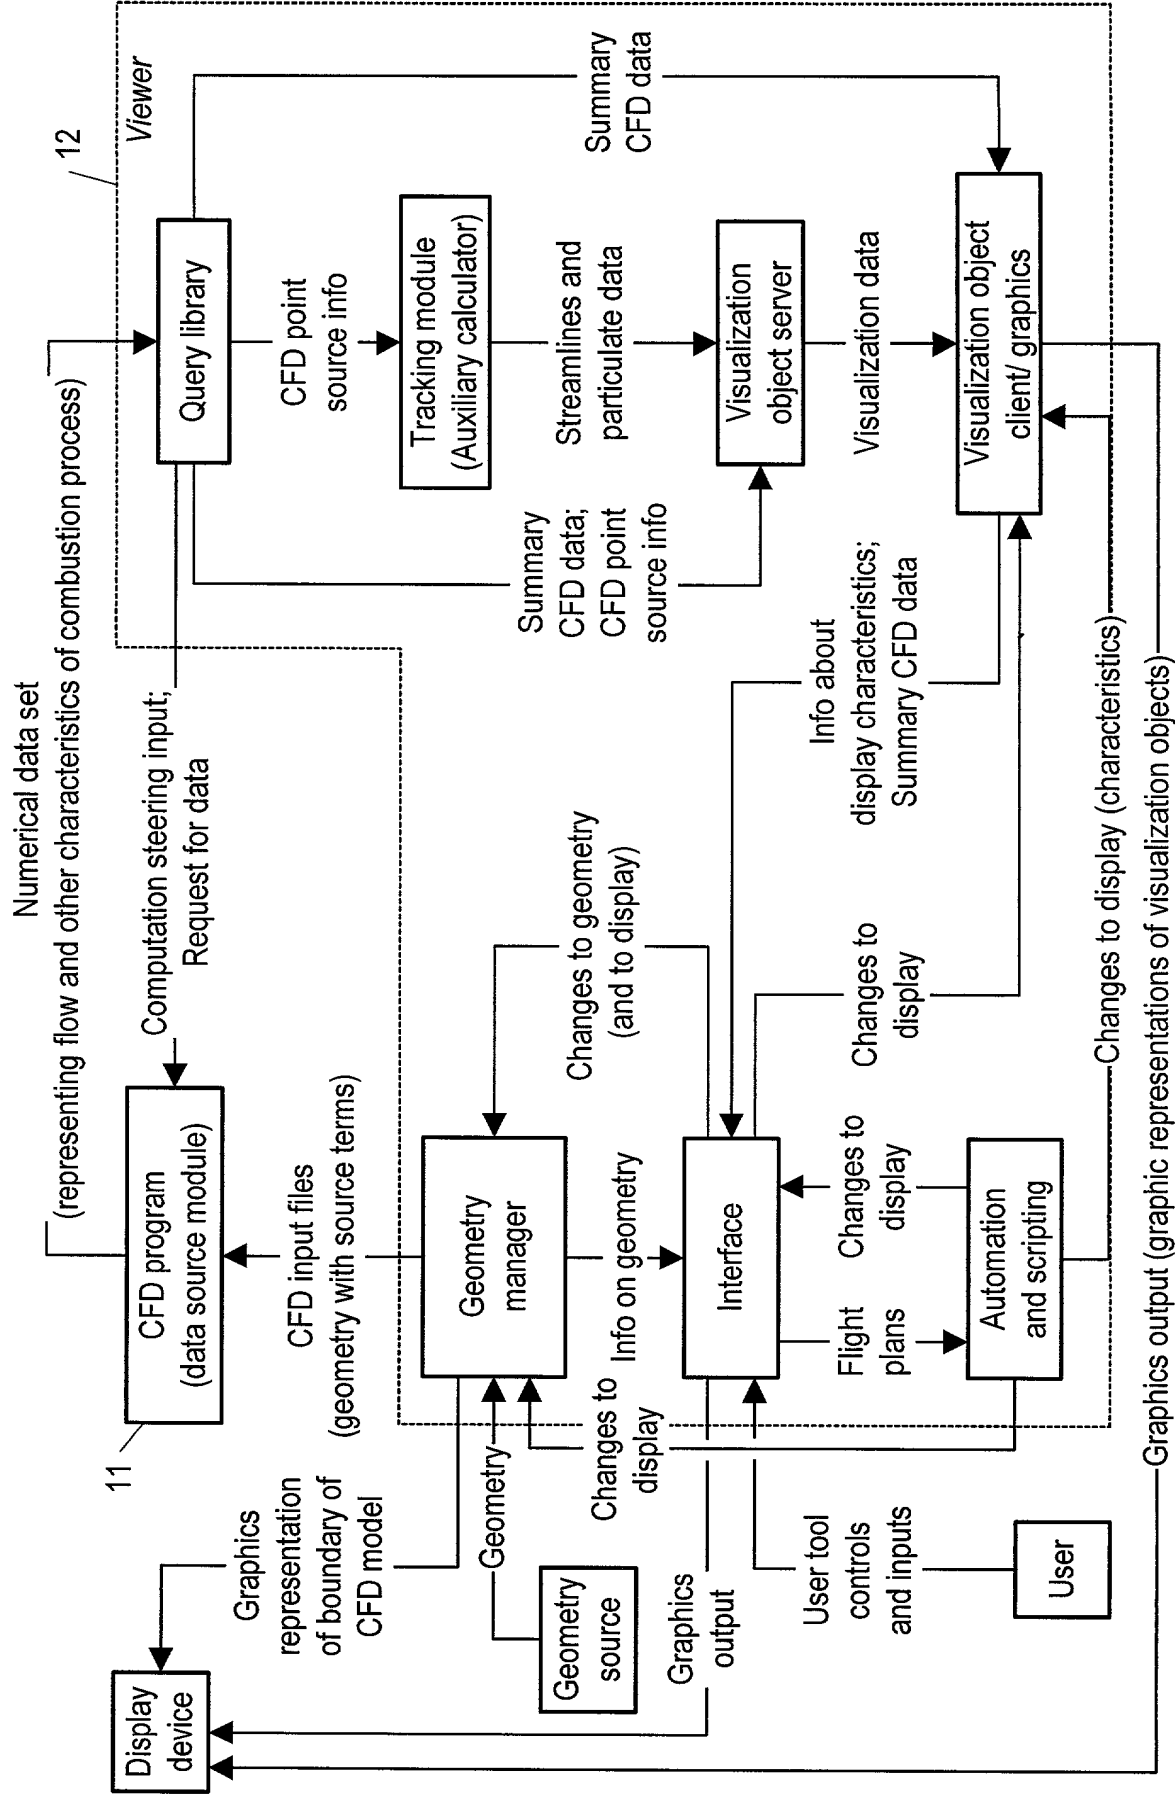 Numerical data set
(representing flow and other characteristics of combustion process)
12
Viewer
11
CFD program
(data source module)
Computation steering input;
Request for data
Query library
Summary
CFD data
CFD point
source info
Tracking module
(Auxiliary calculator)
Streamlines and
particulate data
Summary
CFD data;
CFD point
source info
Visualization
object server
Visualization data
Visualization object
client/ graphics
Display
device
Graphics
representation
of boundary of
CFD model
CFD input files
(geometry with source terms)
Geometry
Geometry
source
Geometry
manager
Changes to geometry
(and to display)
Info on geometry
Changes to
display
Info about
display characteristics;
Summary CFD data
Interface
Changes to
display
Graphics
output
User tool
controls
and inputs
User
Flight
plans
Changes to
display
Automation
and scripting
Changes to display (characteristics)
Graphics output (graphic representations of visualization objects)